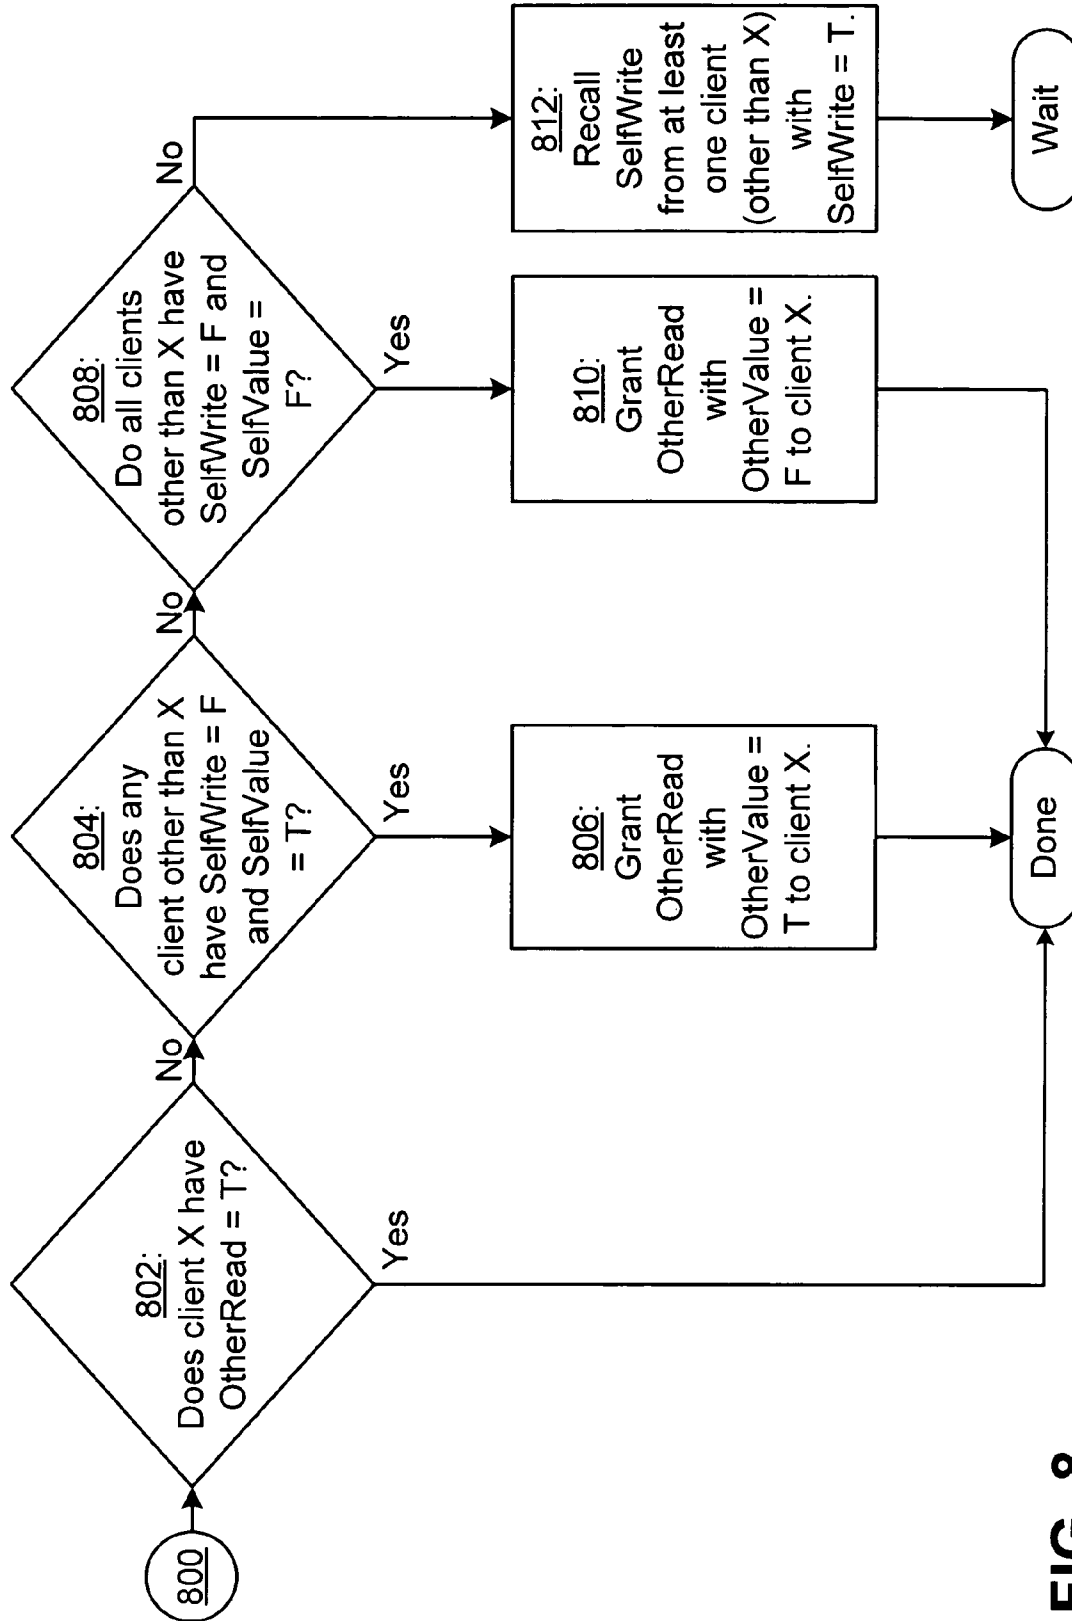 800
802:
Does client X have
OtherRead = T?
Yes
No
804:
Does any
client other than X
have SelfWrite = F
and SelfValue
= T?
Yes
No
806:
Grant
OtherRead
with
OtherValue =
T to client X.
808:
Do all clients
other than X have
SelfWrite = F and
SelfValue =
F?
Yes
No
810:
Grant
OtherRead
with
OtherValue =
F to client X.
812:
Recall
SelfWrite
from at least
one client
(other than X)
with
SelfWrite = T.
Done
Wait
FIG. 8